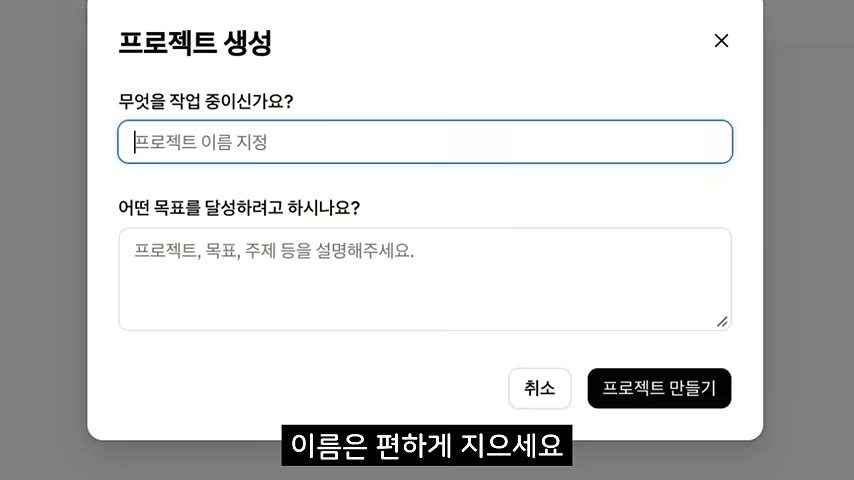 프로젝트 생성
무엇을 작업 중이신가요?
프로젝트 이름 지정
어떤 목표를 달성하려고 하시나요?
프로젝트, 목표, 주제 등을 설명해주세요.
취소
프로젝트 만들기
이름은 편하게 지으세요